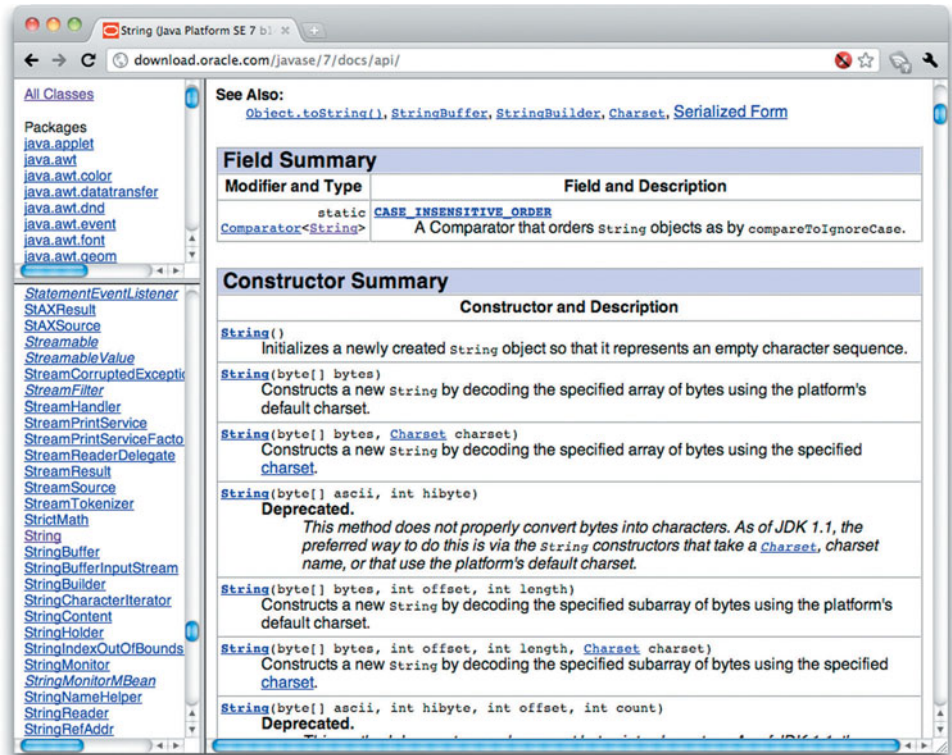 String (Java Platform SE 7 b1
download.oracle.com/javase/7/docs/api/
All Classes
Packages
java.applet
java.awt
java.awt.color
java.awt.datatransfer
java.awt.dnd
java.awt.event
java.awt.font
java.awt.geom
StatementEventListener
StAXResult
StAXSource
Streamable
StreamableValue
StreamCorruptedExceptio
StreamFilter
StreamHandler
StreamPrintService
StreamPrintServiceFacto
StreamReaderDelegate
StreamResult
StreamSource
StreamTokenizer
StrictMath
String
StringBuffer
StringBufferInputStream
StringBuilder
StringCharacterIterator
StringContent
StringHolder
StringIndexOutOfBounds
StringMonitor
StringMonitorMBean
StringNameHelper
StringReader
StringRefAddr
See Also:
Object.toString(), StringBuffer, StringBuilder, Charset, Serialized Form
Field Summary
Modifier and Type Field and Description
static CASE_INSENSITIVE_ORDER
Comparator<String> A Comparator that orders String objects as by compareToIgnoreCase.
Constructor Summary
Constructor and Description
String()
Initializes a newly created String object so that it represents an empty character sequence.
String(byte[] bytes)
Constructs a new String by decoding the specified array of bytes using the platform's
default charset.
String(byte[] bytes, Charset charset)
Constructs a new String by decoding the specified array of bytes using the specified
charset.
String(byte[] ascii, int hibyte)
Deprecated.
This method does not properly convert bytes into characters. As of JDK 1.1, the
preferred way to do this is via the String constructors that take a Charset, charset
name, or that use the platform's default charset.
String(byte[] bytes, int offset, int length)
Constructs a new String by decoding the specified subarray of bytes using the platform's
default charset.
String(byte[] bytes, int offset, int length, Charset charset)
Constructs a new String by decoding the specified subarray of bytes using the specified
charset.
String(byte[] ascii, int hibyte, int offset, int count)
Deprecated.